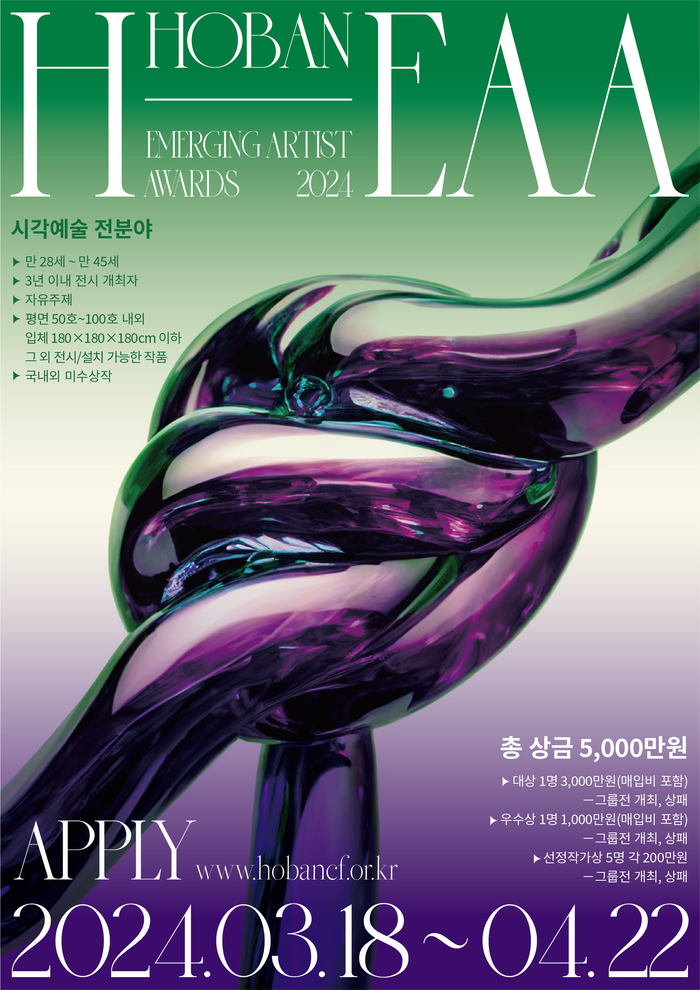 HEAA
HOBAN
EMERGING ARTIST
AWARDS 2024
시각예술 전분야
▶ 만 28세 ~ 만 45세
▶ 3년 이내 전시 개최자
▶ 자유주제
▶ 평면 50호~100호 내외
입체 180×180×180cm 이하
그 외 전시/설치 가능한 작품
▶ 국내외 미수상작
총 상금 5,000만원
▶ 대상 1명 3,000만원(매입비 포함)
ー그룹전 개최, 상패
▶ 우수상 1명 1,000만원(매입비 포함)
ー그룹전 개최, 상패
▶ 선정작가상 5명 각 200만원
ー그룹전 개최, 상패
APPLY www.hobancf.or.kr
2024.03.18 ~ 04.22